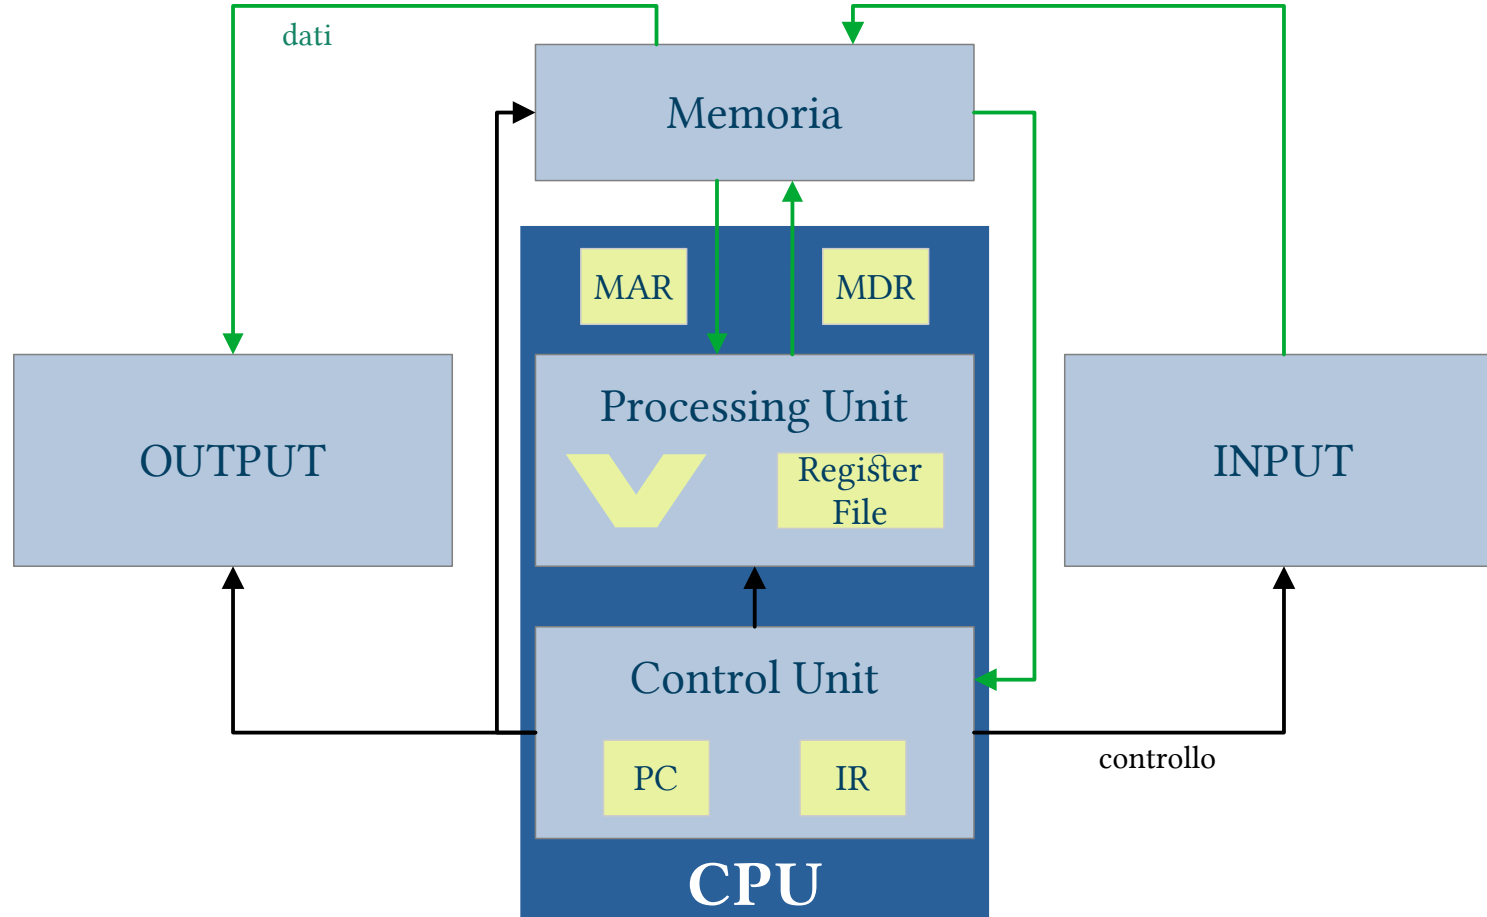 dati
Memoria
MAR
MDR
Processing Unit
OUTPUT
Register
File
INPUT
Control Unit
controllo
PC
IR
CPU